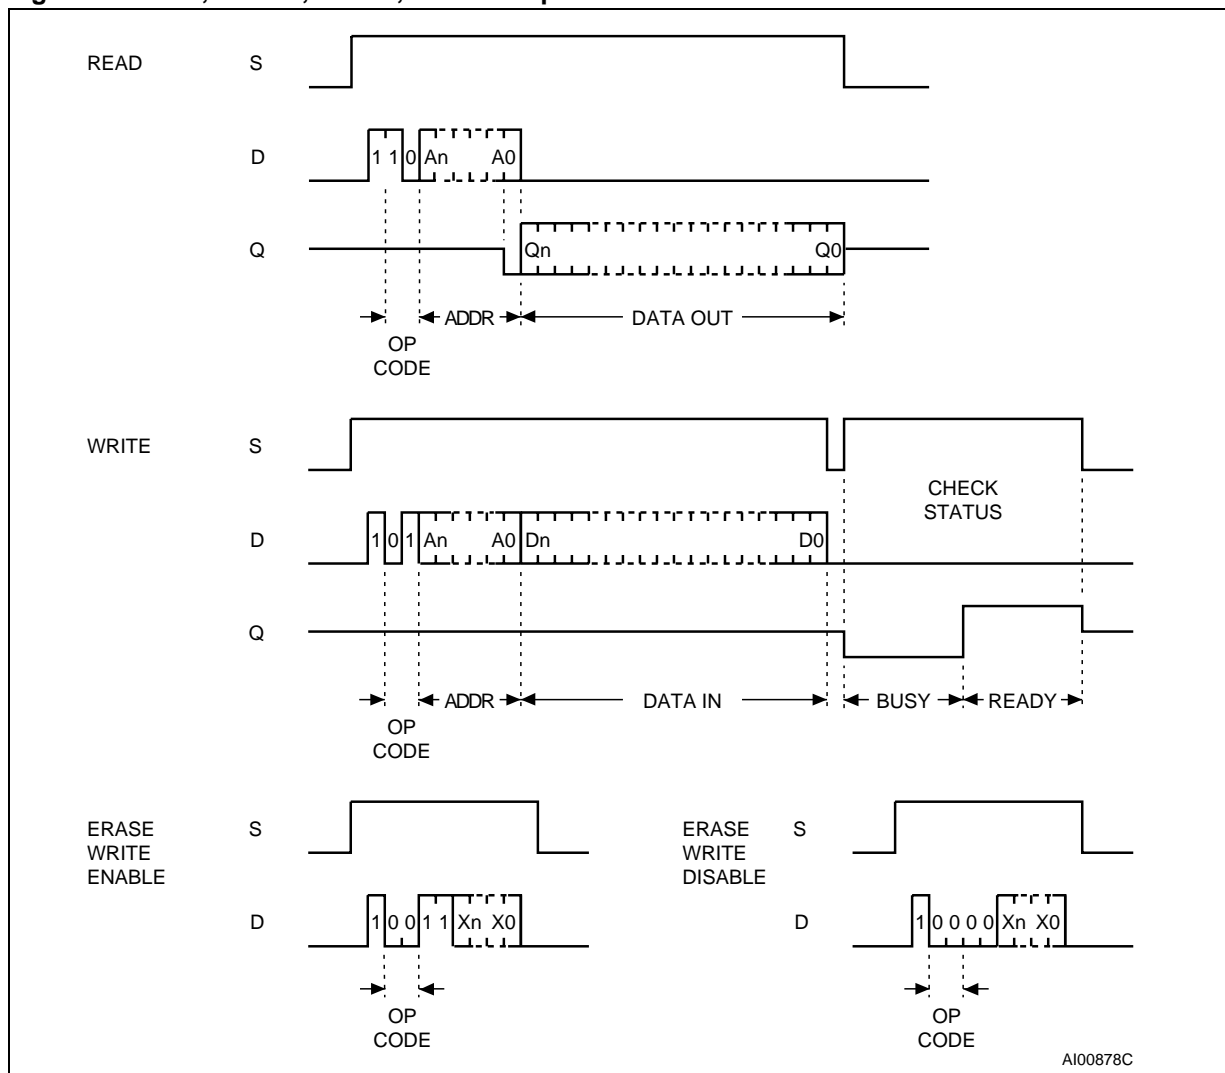 READ S
D 1 1 0 An A0
Q Qn Q0
ADDR DATA OUT
OP
CODE
WRITE S
CHECK
STATUS
D 1 0 1 An A0 Dn D0
Q
ADDR DATA IN BUSY READY
OP
CODE
ERASE
WRITE
ENABLE
S
D 1 0 0 1 1 Xn X0
OP
CODE
ERASE
WRITE
DISABLE
S
D 1 0 0 0 0 Xn X0
OP
CODE
AI00878C